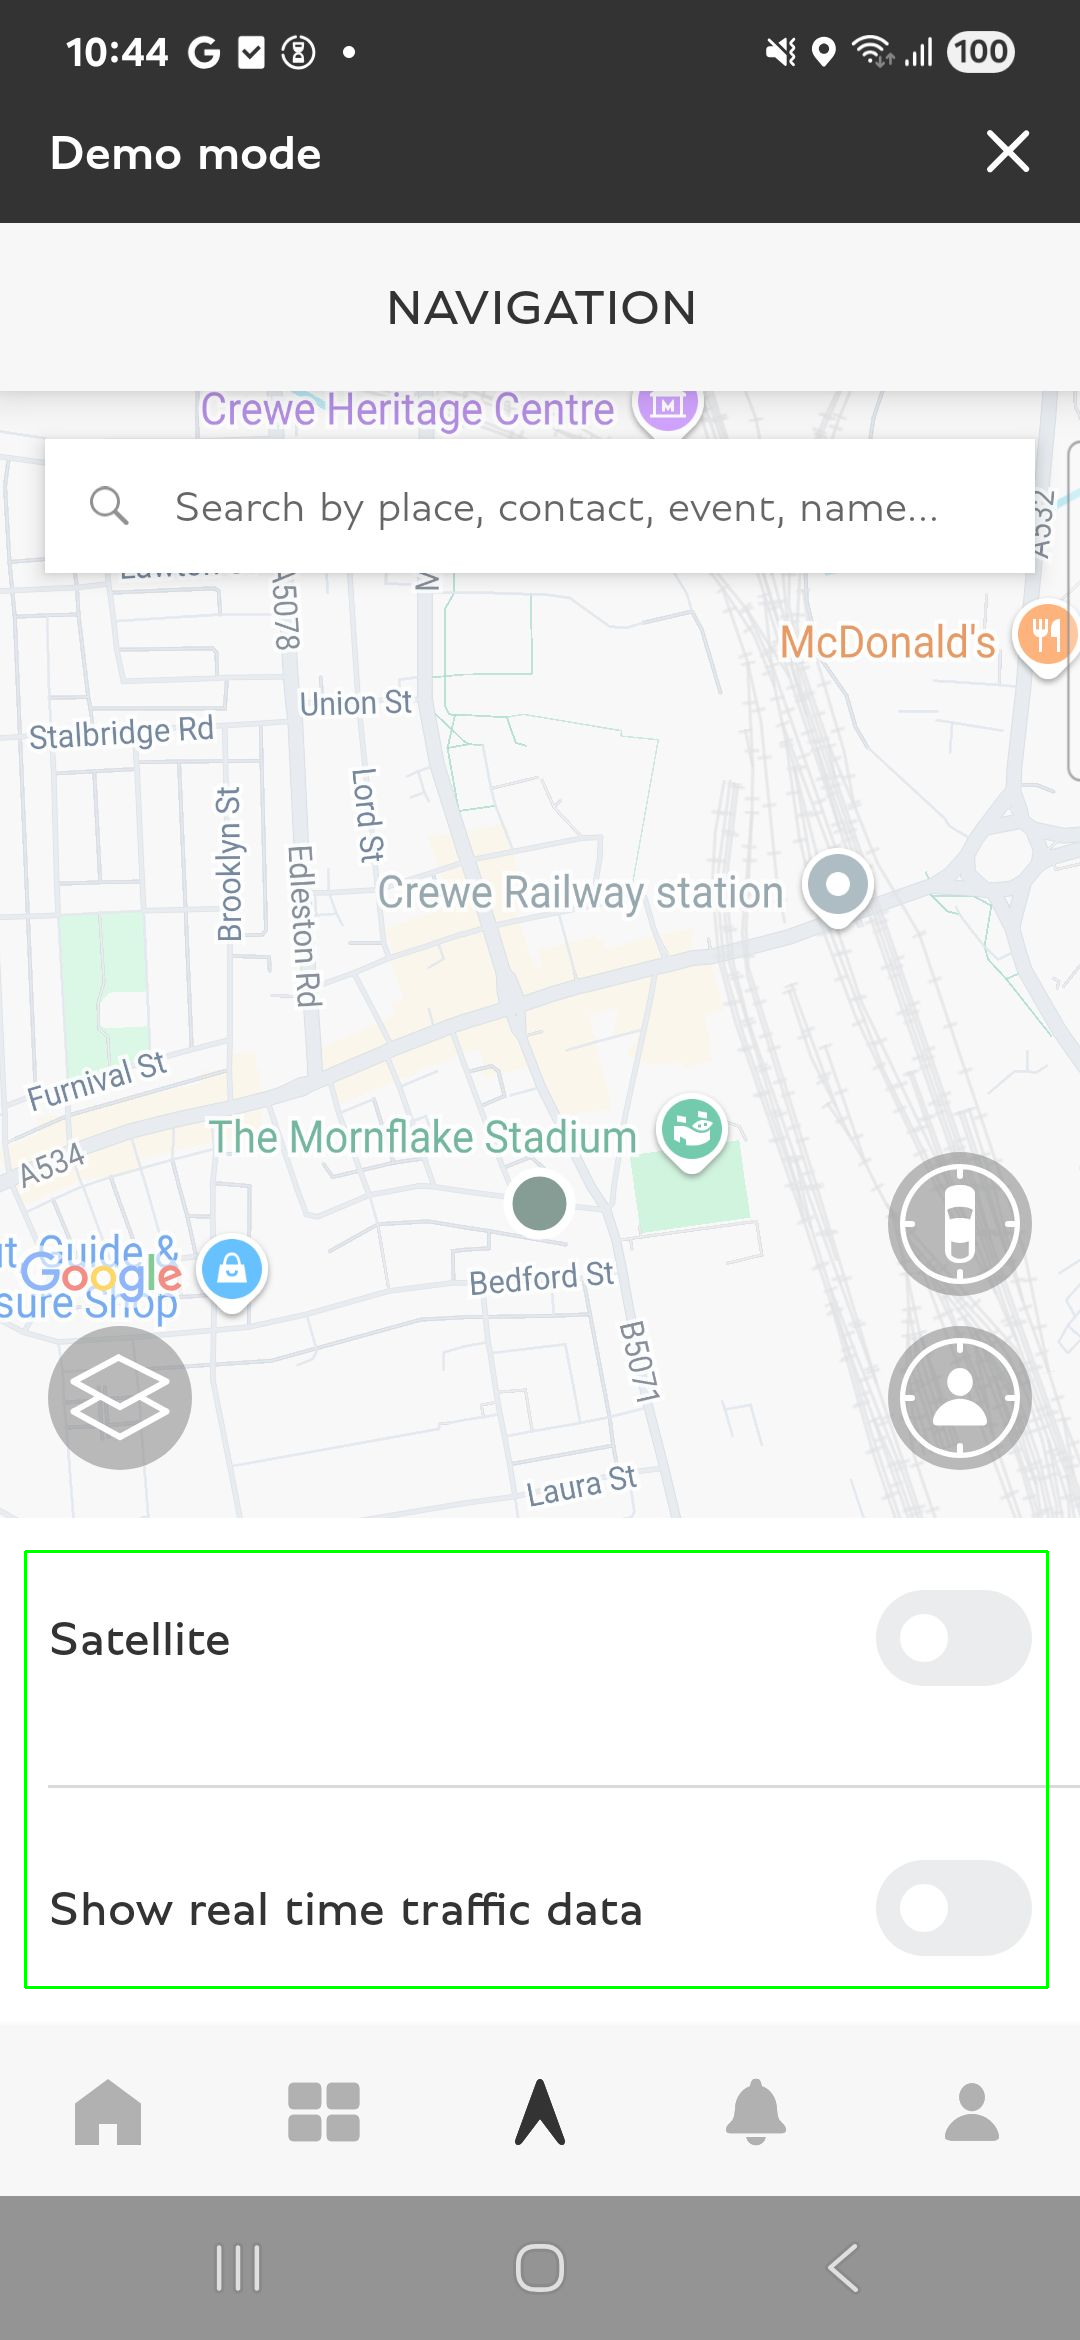 10:44
100
Demo mode
NAVIGATION
Crewe Heritage Centre
Search by place, contact, event, name...
A532
A5078
McDonald's
Union St
Stalbridge Rd
Lord St
Brooklyn St
Edleston Rd
Crewe Railway station
Furnival St
The Mornflake Stadium
A534
Guide &
Google
Shop
Bedford St
B5071
Laura St
Satellite
Show real time traffic data